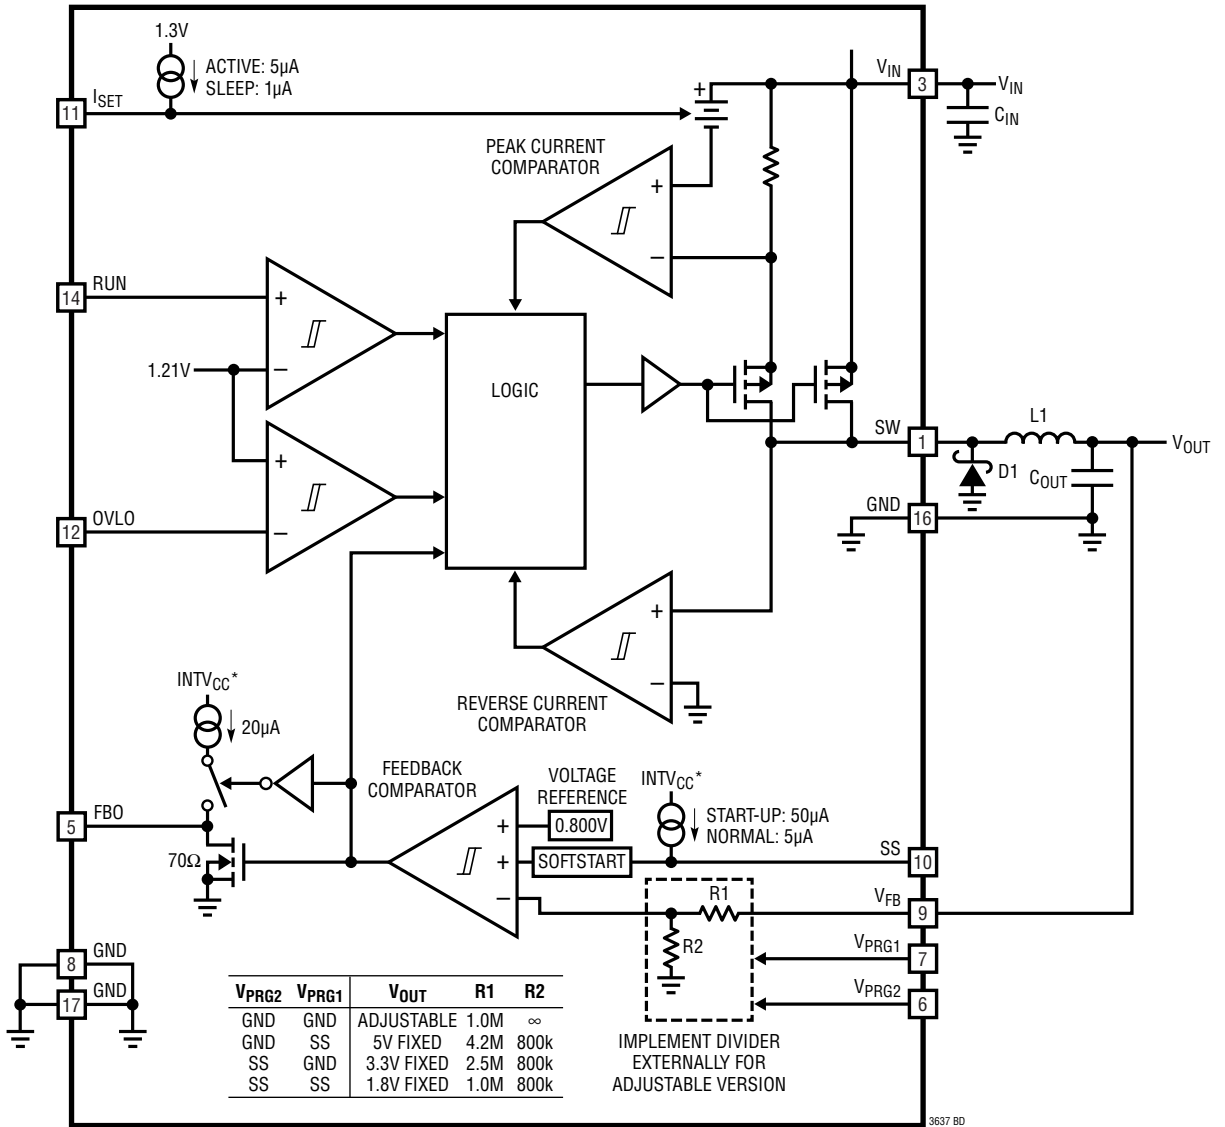 1.3V
ACTIVE: 5µA
SLEEP: 1µA
11
ISET
VIN
3
VIN
CIN
+
PEAK CURRENT
COMPARATOR
+
−
14
RUN
+
1.21V
−
LOGIC
+
12
OVLO
−
SW
1
L1
VOUT
D1
COUT
GND
16
+
−
REVERSE CURRENT
COMPARATOR
INTVCC*
20µA
5
FBO
70Ω
FEEDBACK
COMPARATOR
VOLTAGE
REFERENCE
0.800V
+
+
−
SOFTSTART
INTVCC*
START-UP: 50µA
NORMAL: 5µA
SS
10
R1
R2
VFB
9
VPRG1
7
VPRG2
6
IMPLEMENT DIVIDER
EXTERNALLY FOR
ADJUSTABLE VERSION
8
GND
17
GND
VPRG2 VPRG1 VOUT R1 R2
GND GND ADJUSTABLE 1.0M ∞
GND SS 5V FIXED 4.2M 800k
SS GND 3.3V FIXED 2.5M 800k
SS SS 1.8V FIXED 1.0M 800k
3637 BD